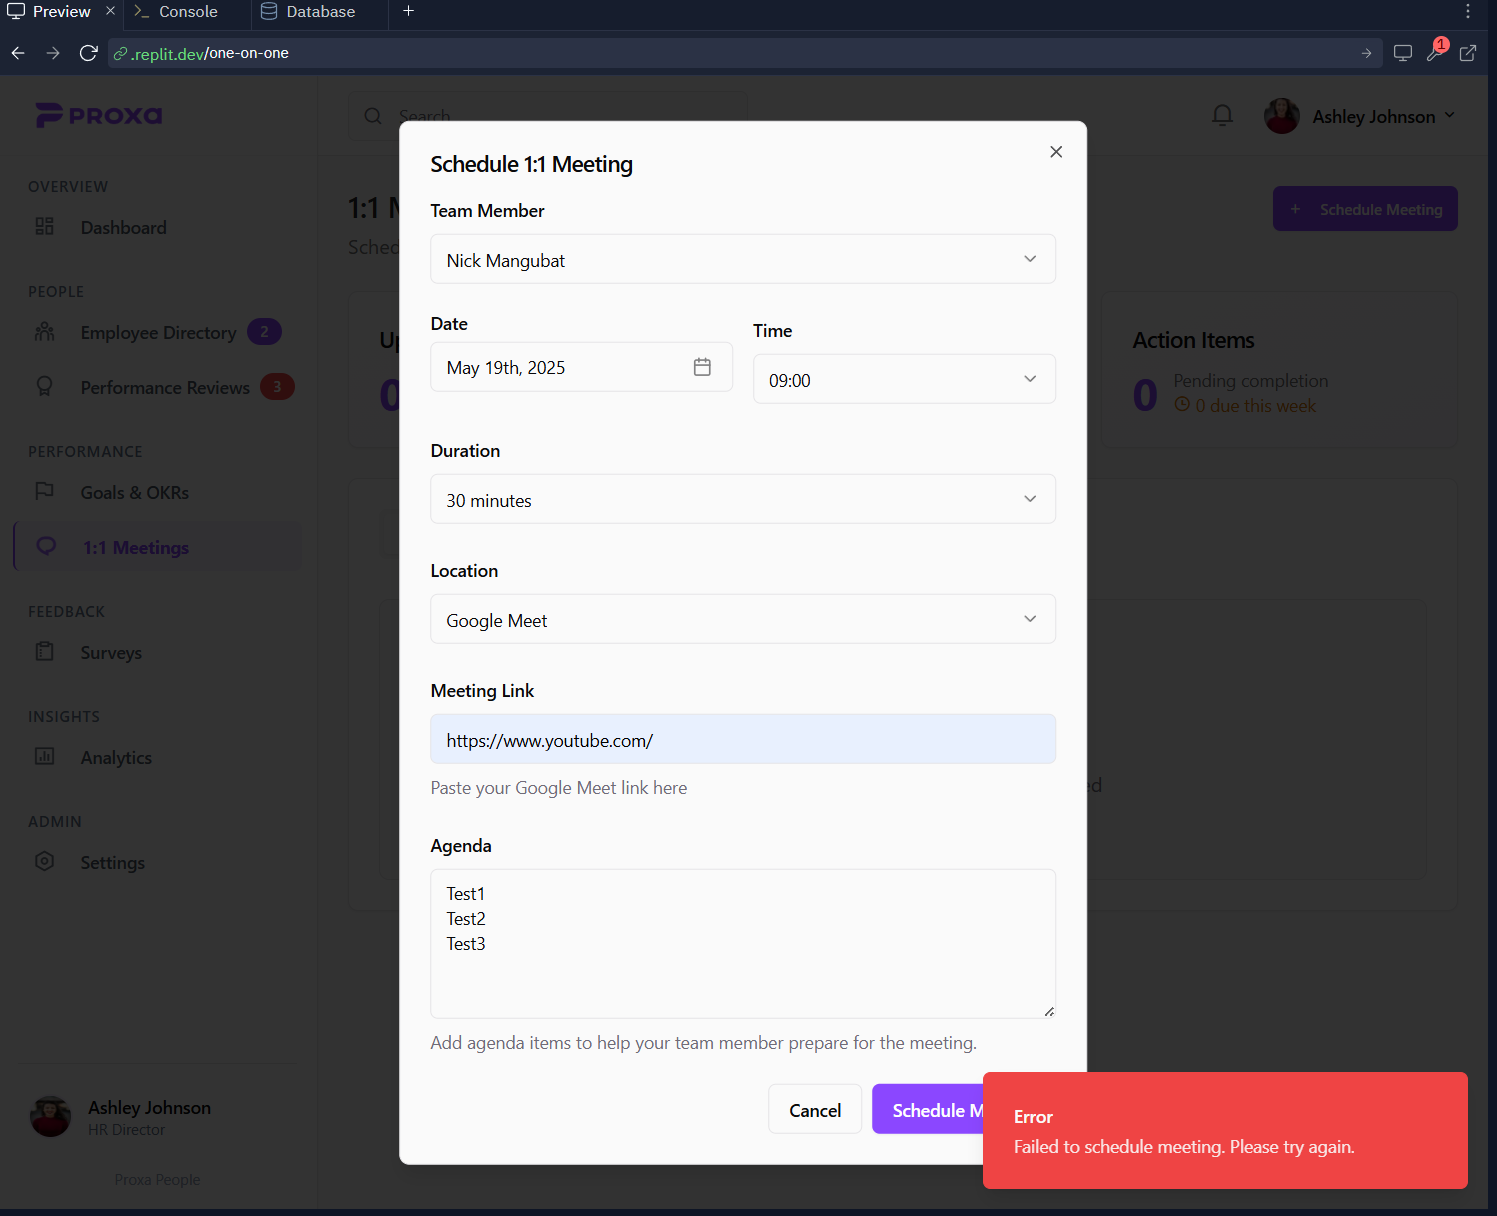 Preview
Console
Database
.replit.dev/one-on-one
1
PROXA
Search
Ashley Johnson
OVERVIEW
Dashboard
PEOPLE
Employee Directory 2
Performance Reviews 3
PERFORMANCE
Goals & OKRs
1:1 Meetings
FEEDBACK
Surveys
INSIGHTS
Analytics
ADMIN
Settings
Ashley Johnson
HR Director
Proxa People
1:1
+ Schedule Meeting
0
Action Items
0
Pending completion
0 due this week
Schedule 1:1 Meeting
Team Member
Nick Mangubat
Date
May 19th, 2025
Time
09:00
Duration
30 minutes
Location
Google Meet
Meeting Link
https://www.youtube.com/
Paste your Google Meet link here
Agenda
Test1
Test2
Test3
Add agenda items to help your team member prepare for the meeting.
Cancel
Schedule M
Error
Failed to schedule meeting. Please try again.